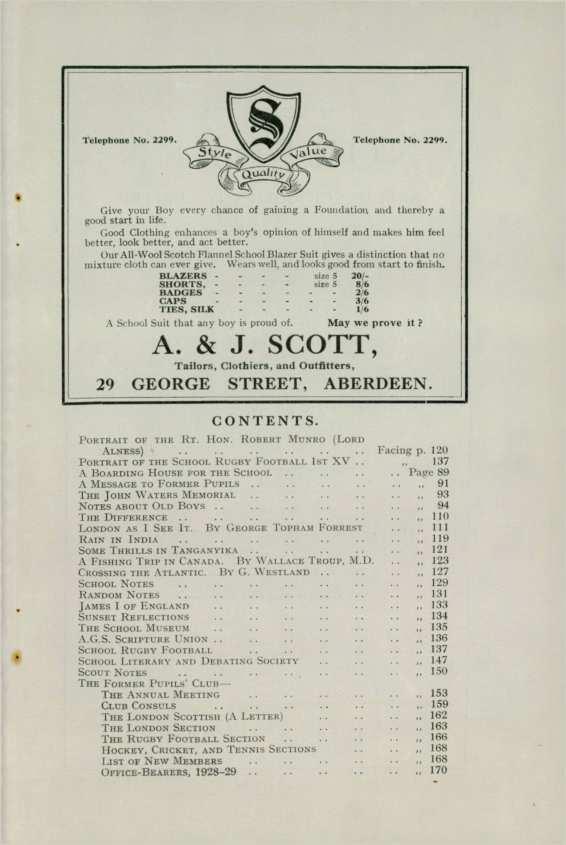 S
Telephone No. 2299.
Telephone No. 2299.
Style
Quality
Value
Give your Boy every chance of gaining a Foundation and thereby a
good start in life.
Good Clothing enhances a boy's opinion of himself and makes him feel
better, look better, and act better.
Our All-Wool Scotch Flannel School Blazer Suit gives a distinction that no
mixture cloth can ever give. Wears well, and looks good from start to finish.
BLAZERS - - - - size 5 20/-
SHORTS, - - - - size 5 8/6
BADGES - - - - - - 2/6
CAPS - - - - - 3/6
TIES, SILK - - - - - 1/6
A School Suit that any boy is proud of. May we prove it?
A. & J. SCOTT,
Tailors, Clothiers, and Outfitters,
29 GEORGE STREET, ABERDEEN.
CONTENTS.
PORTRAIT OF THE RT. HON. ROBERT MUNRO (LORD
ALNESS) .. .. .. .. .. .. Facing p. 120
PORTRAIT OF THE SCHOOL RUGBY FOOTBALL 1ST XV .. ,, 137
A BOARDING HOUSE FOR THE SCHOOL .. .. .. .. Page 89
A MESSAGE TO FORMER PUPILS .. .. .. .. .. ,, 91
THE JOHN WATERS MEMORIAL .. .. .. .. .. ,, 93
NOTES ABOUT OLD BOYS .. .. .. .. .. .. ,, 94
THE DIFFERENCE .. .. .. .. .. .. .. ,, 110
LONDON AS I SEE IT. BY GEORGE TOPHAM FORREST .. .. ,, 111
RAIN IN INDIA .. .. .. .. .. .. .. ,, 119
SOME THRILLS IN TANGANYIKA .. .. .. .. .. ,, 121
A FISHING TRIP IN CANADA. BY WALLACE TROUP, M.D. .. ,, 123
CROSSING THE ATLANTIC. BY G. WESTLAND .. .. .. ,, 127
SCHOOL NOTES .. .. .. .. .. .. ,, 129
RANDOM NOTES .. .. .. .. .. .. .. ,, 131
JAMES I OF ENGLAND .. .. .. .. .. .. ,, 133
SUNSET REFLECTIONS .. .. .. .. .. .. ,, 134
THE SCHOOL MUSEUM .. .. .. .. .. .. ,, 135
A.G.S. SCRIPTURE UNION .. .. .. .. .. .. ,, 136
SCHOOL RUGBY FOOTBALL .. .. .. .. .. ,, 137
SCHOOL LITERARY AND DEBATING SOCIETY .. .. .. ,, 147
SCOUT NOTES .. .. .. .. .. .. .. ,, 150
THE FORMER PUPILS' CLUB—
THE ANNUAL MEETING .. .. .. .. .. ,, 153
CLUB CONSULS .. .. .. .. .. .. ,, 159
THE LONDON SCOTTISH (A LETTER) .. .. .. ,, 162
THE LONDON SECTION .. .. .. .. .. ,, 163
THE RUGBY FOOTBALL SECTION .. .. .. .. ,, 166
HOCKEY, CRICKET, AND TENNIS SECTIONS .. .. ,, 168
LIST OF NEW MEMBERS .. .. .. .. .. ,, 168
OFFICE-BEARERS, 1928-29 .. .. .. .. .. ,, 170